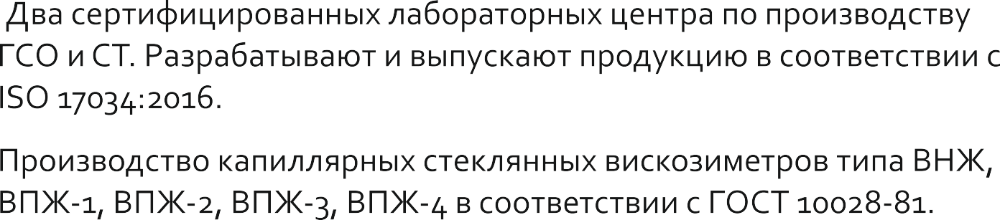 Два сертифицированных лабораторных центра по производству
ГСО и СТ. Разрабатывают и выпускают продукцию в соответствии с
ISO 17034:2016.
Производство капиллярных стеклянных вискозиметров типа ВНЖ,
ВПЖ-1, ВПЖ-2, ВПЖ-3, ВПЖ-4 в соответствии с ГОСТ 10028-81.